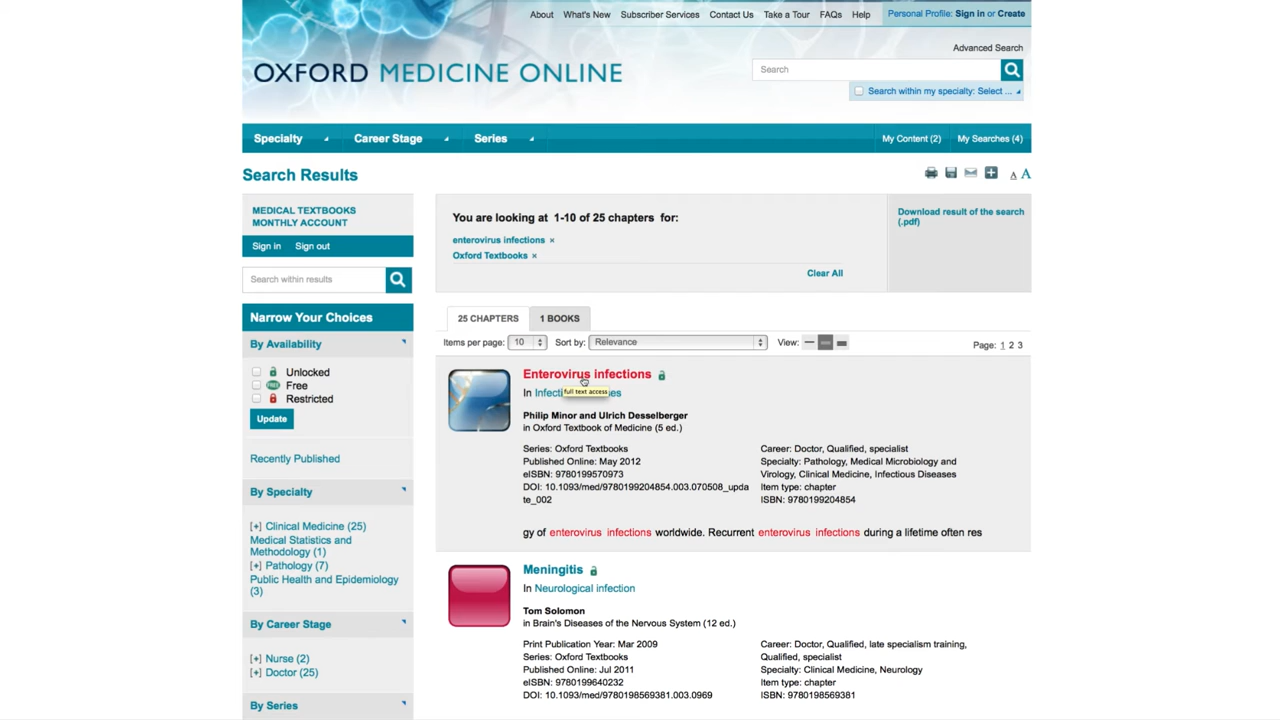 About What's New Subscriber Services Contact Us Take a Tour FAQs Help Personal Profile: Sign in or Create
Advanced Search
OXFORD MEDICINE ONLINE
Search
Search within my specialty: Select ...
Specialty Career Stage Series My Content (2) My Searches (4)
Search Results
A A
MEDICAL TEXTBOOKS
MONTHLY ACCOUNT
Sign in Sign out
Search within results
Narrow Your Choices
By Availability
Unlocked
FREE Free
Restricted
Update
Recently Published
By Specialty
[+] Clinical Medicine (25)
Medical Statistics and
Methodology (1)
[+] Pathology (7)
Public Health and Epidemiology
(3)
By Career Stage
[+] Nurse (2)
[+] Doctor (25)
By Series
You are looking at 1-10 of 25 chapters for:
enterovirus infections ×
Oxford Textbooks ×
Clear All
Download result of the search
(.pdf)
25 CHAPTERS 1 BOOKS
Items per page: 10 Sort by: Relevance View: Page: 1 2 3
Enterovirus infections
full text access
In Infecti es
Philip Minor and Ulrich Desselberger
in Oxford Textbook of Medicine (5 ed.)
Series: Oxford Textbooks
Published Online: May 2012
eISBN: 9780199570973
DOI: 10.1093/med/9780199204854.003.070508_upda
te_002
Career: Doctor, Qualified, specialist
Specialty: Pathology, Medical Microbiology and
Virology, Clinical Medicine, Infectious Diseases
Item type: chapter
ISBN: 9780199204854
gy of enterovirus infections worldwide. Recurrent enterovirus infections during a lifetime often res
Meningitis
In Neurological infection
Tom Solomon
in Brain's Diseases of the Nervous System (12 ed.)
Print Publication Year: Mar 2009
Series: Oxford Textbooks
Published Online: Jul 2011
eISBN: 9780199640232
DOI: 10.1093/med/9780198569381.003.0969
Career: Doctor, Qualified, late specialism training,
Qualified, specialist
Specialty: Clinical Medicine, Neurology
Item type: chapter
ISBN: 9780198569381